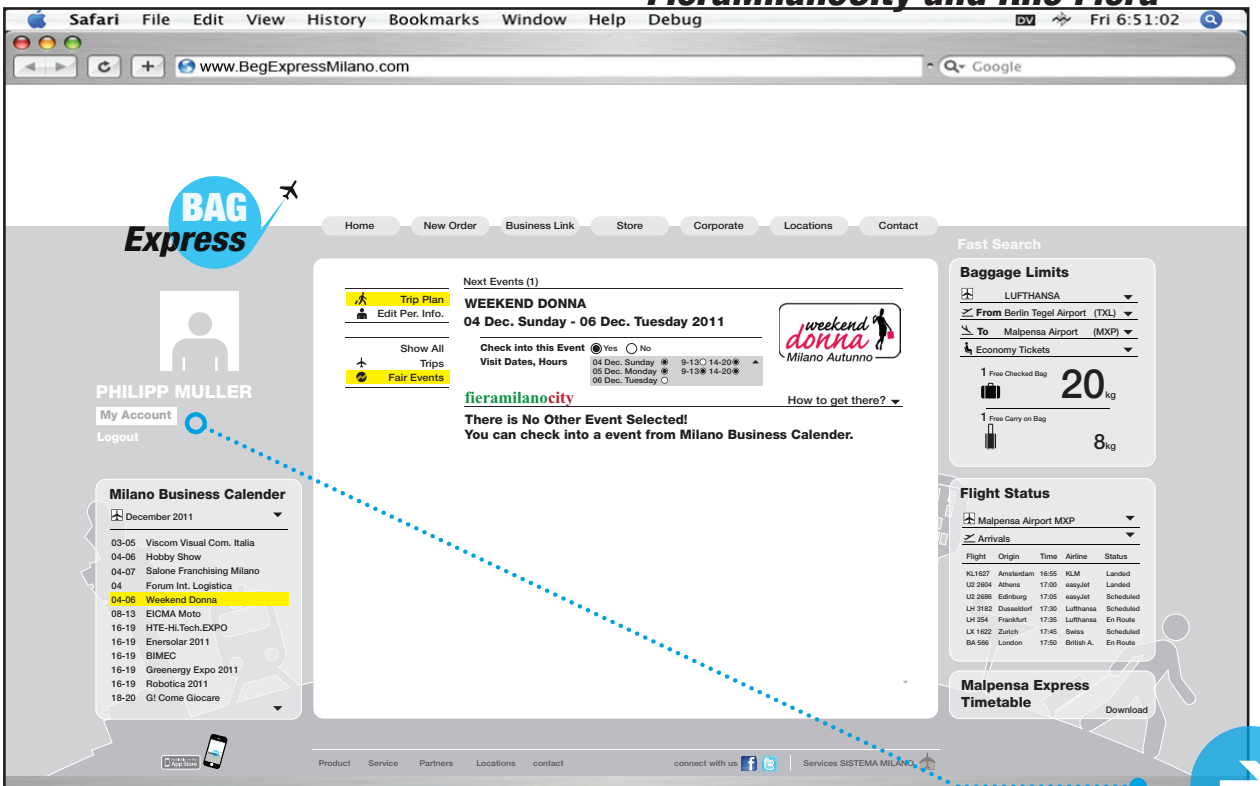 FieraMilanoCity and Rho Fiera
Safari File Edit View History Bookmarks Window Help Debug DV Fri 6:51:02
www.BegExpressMilano.com
Google
BAG
Express
Home New Order Business Link Store Corporate Locations Contact
PHILIPP MULLER
My Account
Logout
Milano Business Calender
December 2011
03-05 Viscom Visual Com. Italia
04-06 Hobby Show
04-07 Salone Franchising Milano
04 Forum Int. Logistica
04-06 Weekend Donna
08-13 EICMA Moto
16-19 HTE-Hi.Tech.EXPO
16-19 Enersolar 2011
16-19 BIMEC
16-19 Greenergy Expo 2011
16-19 Robotica 2011
18-20 G! Come Giocare
Trip Plan
Edit Per. Info.
Show All
Trips
Fair Events
Next Events (1)
WEEKEND DONNA
04 Dec. Sunday - 06 Dec. Tuesday 2011
Check into this Event Yes No
Visit Dates, Hours
04 Dec. Sunday 9-13 14-20
05 Dec. Monday 9-13 14-20
06 Dec. Tuesday
weekend
donna
Milano Autunno
fieramilanocity
How to get there?
There is No Other Event Selected!
You can check into a event from Milano Business Calender.
Fast Search
Baggage Limits
LUFTHANSA
From Berlin Tegel Airport (TXL)
To Malpensa Airport (MXP)
Economy Tickets
1 Free Checked Bag
20kg
1 Free Carry on Bag
8kg
Flight Status
Malpensa Airport MXP
Arrivals
Flight Origin Time Airline Status
KL1627 Amsterdam 16:55 KLM Landed
U2 2604 Athens 17:00 easyJet Landed
U2 2686 Edinburg 17:05 easyJet Scheduled
LH 3182 Dusseldorf 17:30 Lufthansa Scheduled
LH 254 Frankfurt 17:35 Lufthansa En Route
LX 1622 Zurich 17:45 Swiss Scheduled
BA 566 London 17:50 British A. En Route
Malpensa Express
Timetable
Download
App Store
Product Service Partners Locations contact
connect with us
Services SISTEMA MILANO